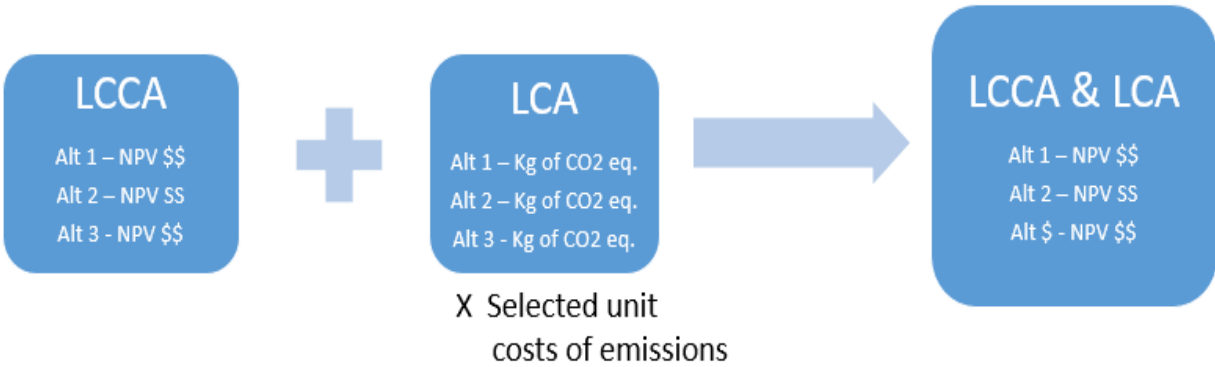 LCCA
Alt 1 – NPV $$
Alt 2 – NPV SS
Alt 3 - NPV $$
LCA
Alt 1 – Kg of CO2 eq.
Alt 2 – Kg of CO2 eq.
Alt 3 - Kg of CO2 eq.
X Selected unit
costs of emissions
LCCA & LCA
Alt 1 – NPV $$
Alt 2 – NPV SS
Alt $ - NPV $$